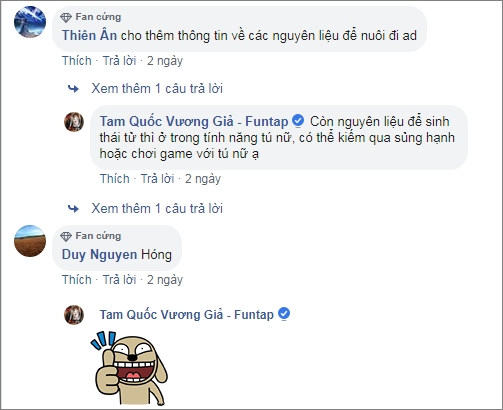 Fan cứng
Thiên Ân cho thêm thông tin về các nguyên liệu để nuôi đi ad
Thích · Trả lời · 2 ngày
Xem thêm 1 câu trả lời
Tam Quốc Vương Giả - Funtap Còn nguyên liệu để sinh
thái tử thì ở trong tính năng tú nữ, có thể kiếm qua sủng hạnh
hoặc chơi game với tú nữ ạ
Thích · Trả lời · 2 ngày
Xem thêm 1 câu trả lời
Fan cứng
Duy Nguyen Hóng
Thích · Trả lời · 2 ngày
Tam Quốc Vương Giả - Funtap